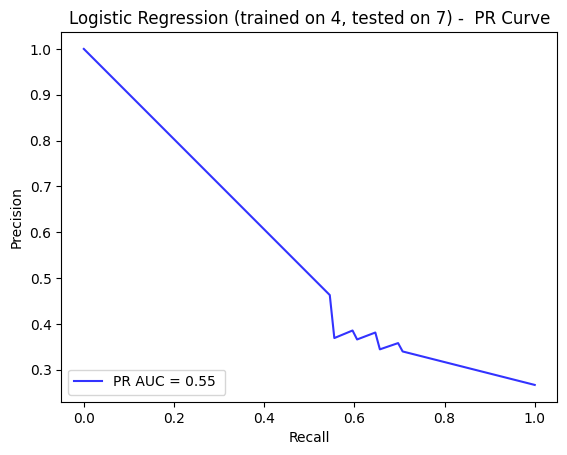 Logistic Regression (trained on 4, tested on 7) -  PR Curve
1.0
0.9
0.8
0.7
0.6
0.5
0.4
0.3
Precision
PR AUC = 0.55
0.0 0.2 0.4 0.6 0.8 1.0
Recall